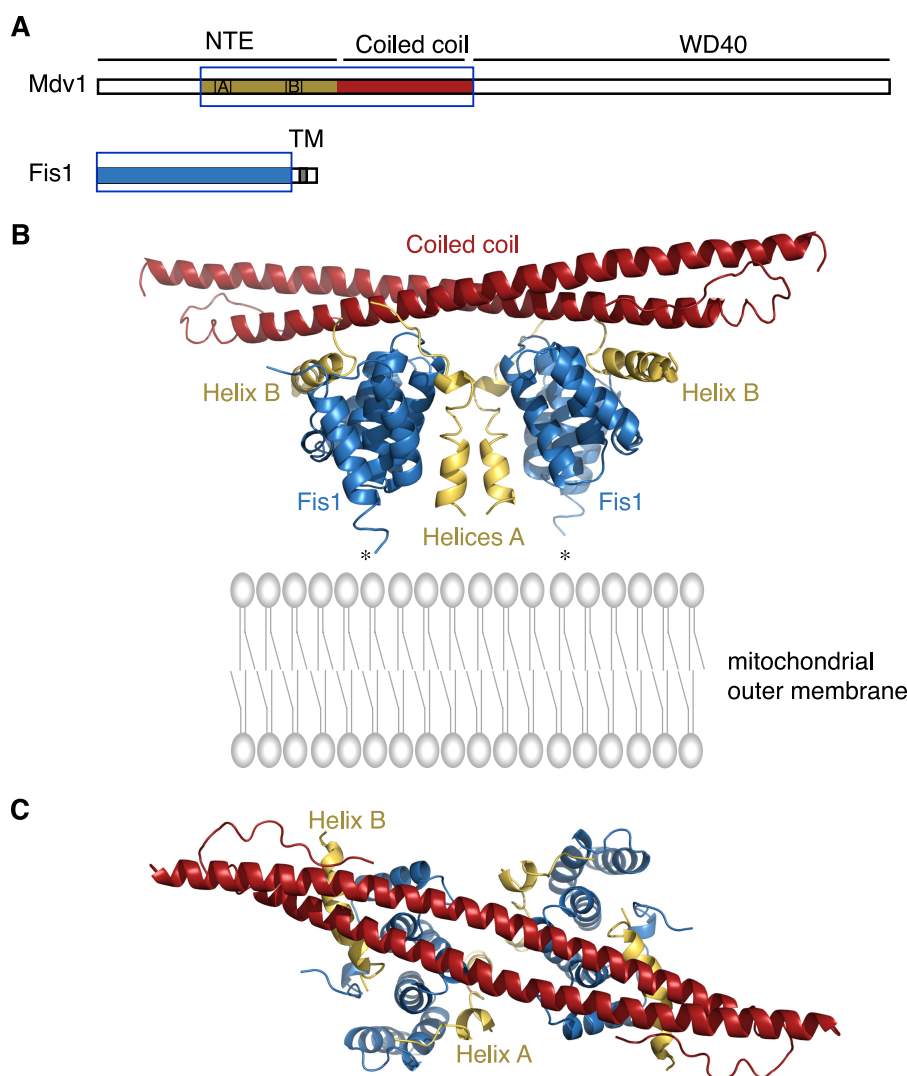 A
NTE Coiled coil WD40
Mdv1 |A| |B|
TM
Fis1
B
Coiled coil
Helix B Helix B
Fis1 Fis1
Helices A
* *
mitochondrial
outer membrane
C
Helix B
Helix A